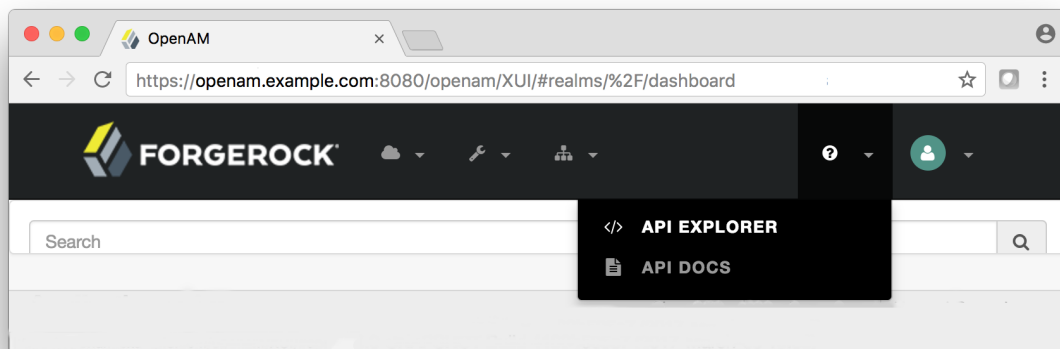 OpenAM
https://openam.example.com:8080/openam/XUI/#realms/%2F/dashboard
FORGEROCK
Search
API EXPLORER
API DOCS